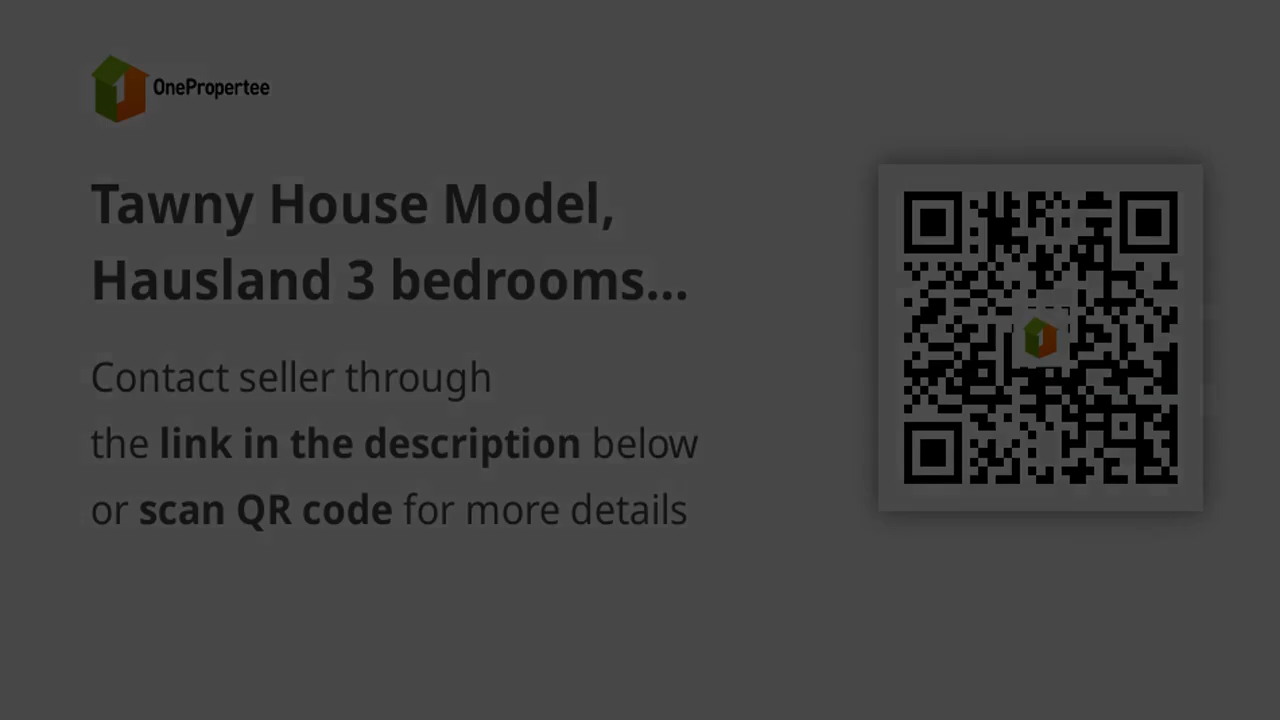 OnePropertee
Tawny House Model,
Hausland 3 bedrooms...
Contact seller through
the link in the description below
or scan QR code for more details